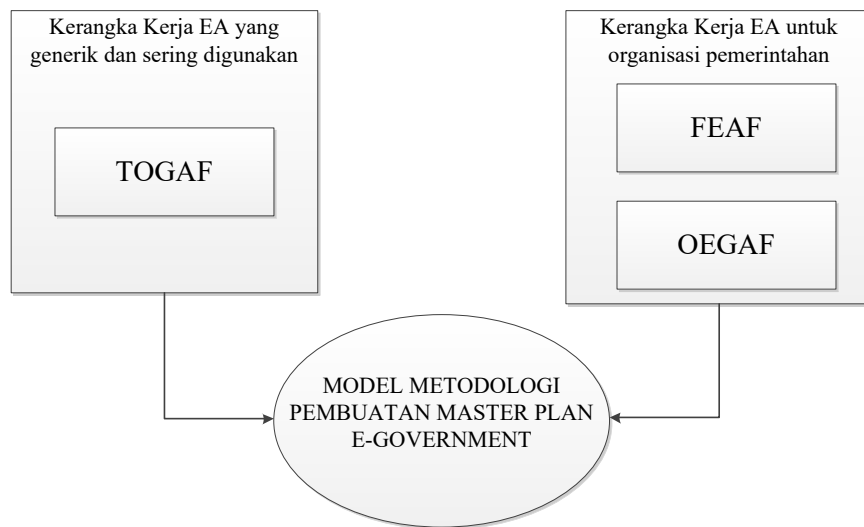 Kerangka Kerja EA yang
generik dan sering digunakan
TOGAF
Kerangka Kerja EA untuk
organisasi pemerintahan
FEAF
OEGAF
MODEL METODOLOGI
PEMBUATAN MASTER PLAN
E-GOVERNMENT